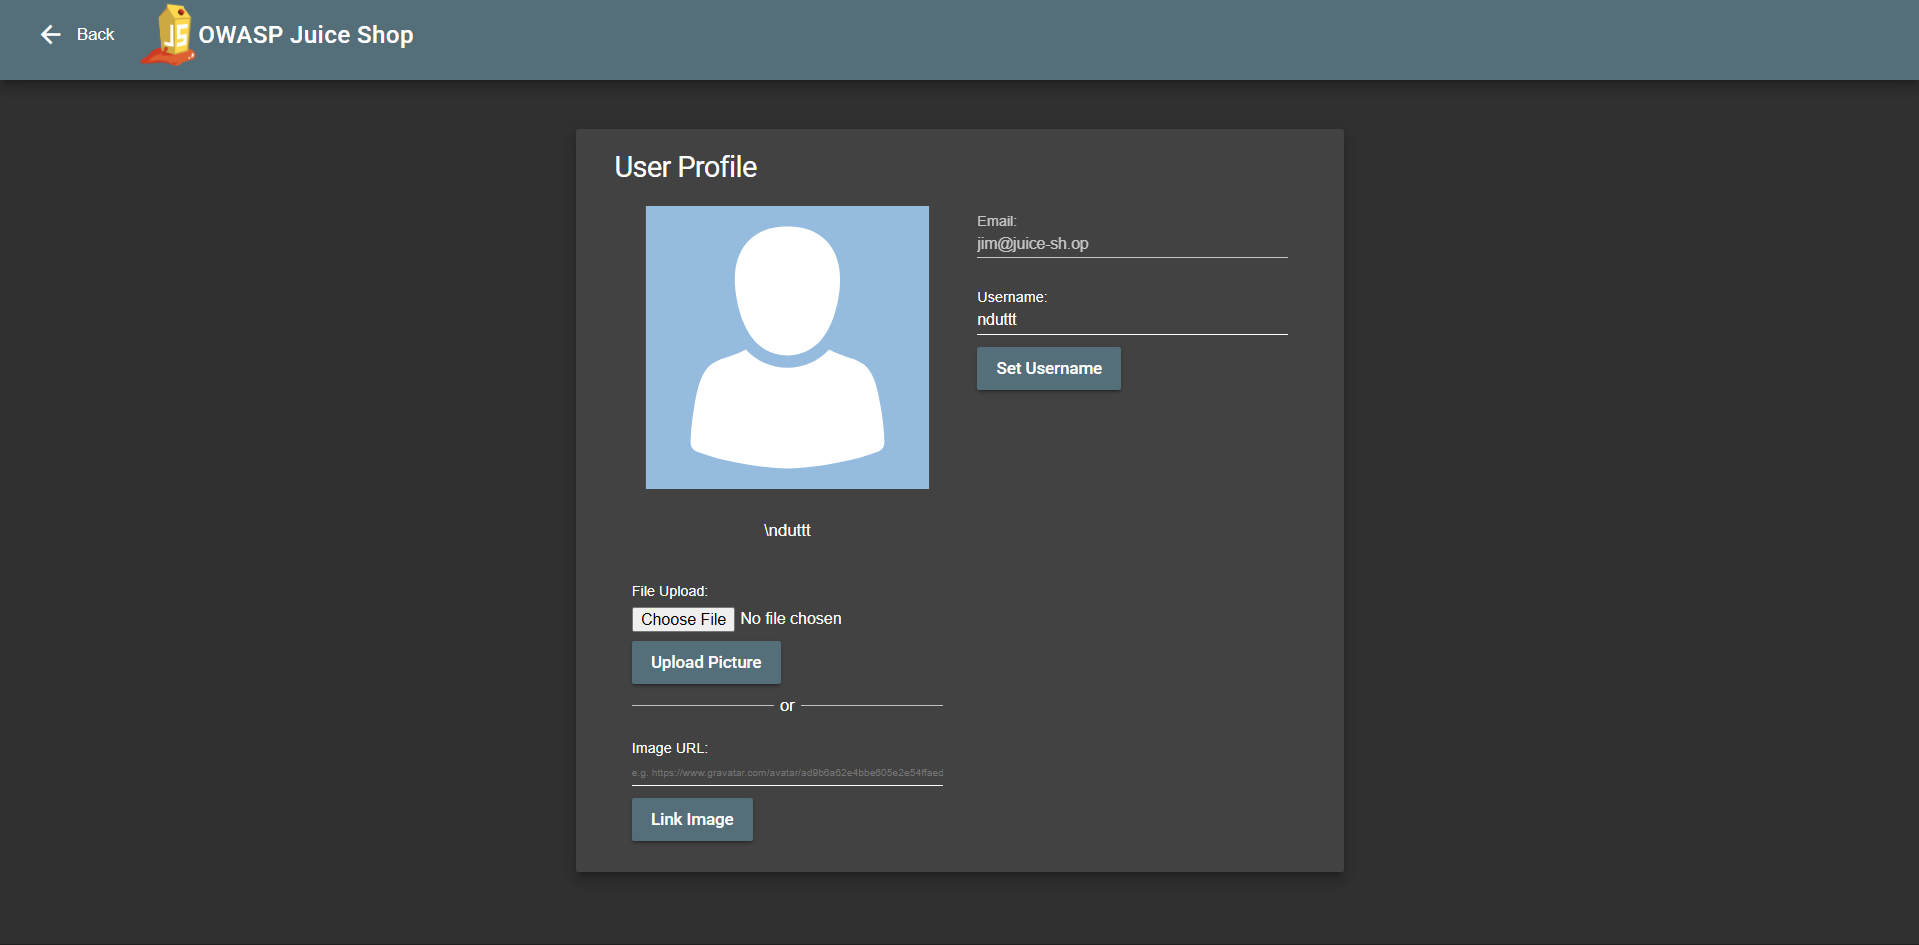 Back
OWASP Juice Shop
User Profile
Email:
jim@juice-sh.op
Username:
nduttt
Set Username
\nduttt
File Upload:
Choose File No file chosen
Upload Picture
or
Image URL:
e.g. https://www.gravatar.com/avatar/ad9b6a62e4bbe605e2e54ffaed
Link Image